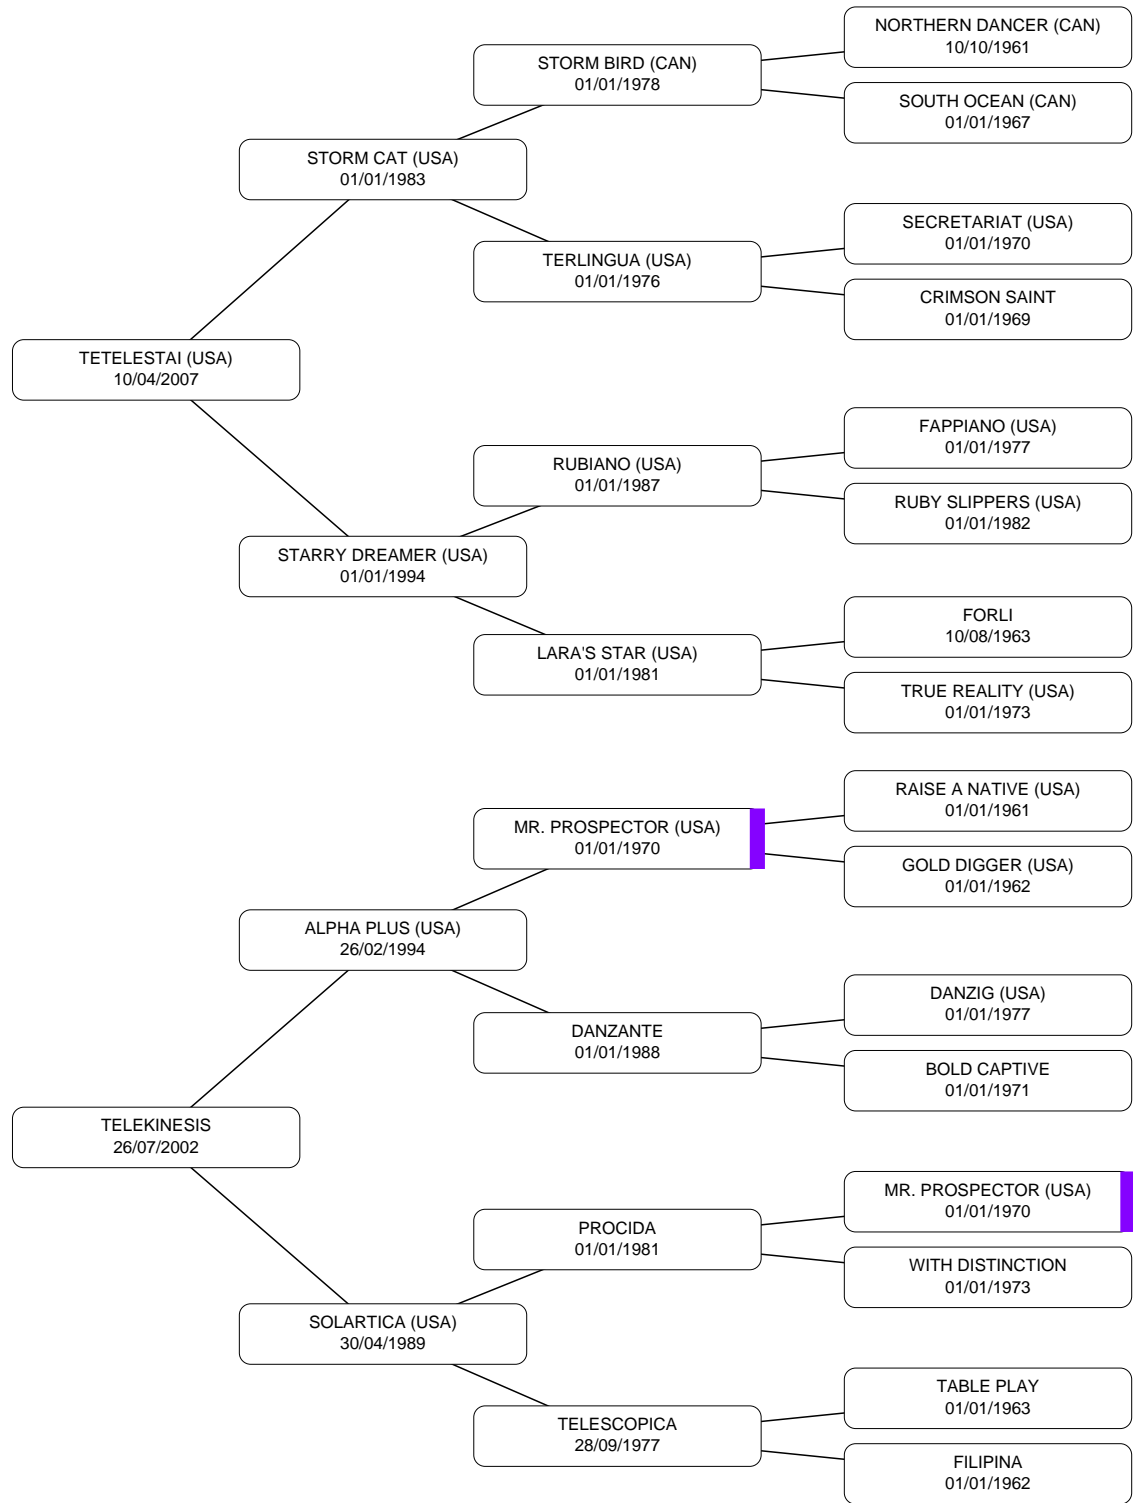 NORTHERN DANCER (CAN)
10/10/1961
STORM BIRD (CAN)
01/01/1978
SOUTH OCEAN (CAN)
01/01/1967
STORM CAT (USA)
01/01/1983
SECRETARIAT (USA)
01/01/1970
TERLINGUA (USA)
01/01/1976
CRIMSON SAINT
01/01/1969
TETELESTAI (USA)
10/04/2007
FAPPIANO (USA)
01/01/1977
RUBIANO (USA)
01/01/1987
RUBY SLIPPERS (USA)
01/01/1982
STARRY DREAMER (USA)
01/01/1994
FORLI
10/08/1963
LARA'S STAR (USA)
01/01/1981
TRUE REALITY (USA)
01/01/1973
RAISE A NATIVE (USA)
01/01/1961
MR. PROSPECTOR (USA)
01/01/1970
GOLD DIGGER (USA)
01/01/1962
ALPHA PLUS (USA)
26/02/1994
DANZIG (USA)
01/01/1977
DANZANTE
01/01/1988
BOLD CAPTIVE
01/01/1971
TELEKINESIS
26/07/2002
MR. PROSPECTOR (USA)
01/01/1970
PROCIDA
01/01/1981
WITH DISTINCTION
01/01/1973
SOLARTICA (USA)
30/04/1989
TABLE PLAY
01/01/1963
TELESCOPICA
28/09/1977
FILIPINA
01/01/1962